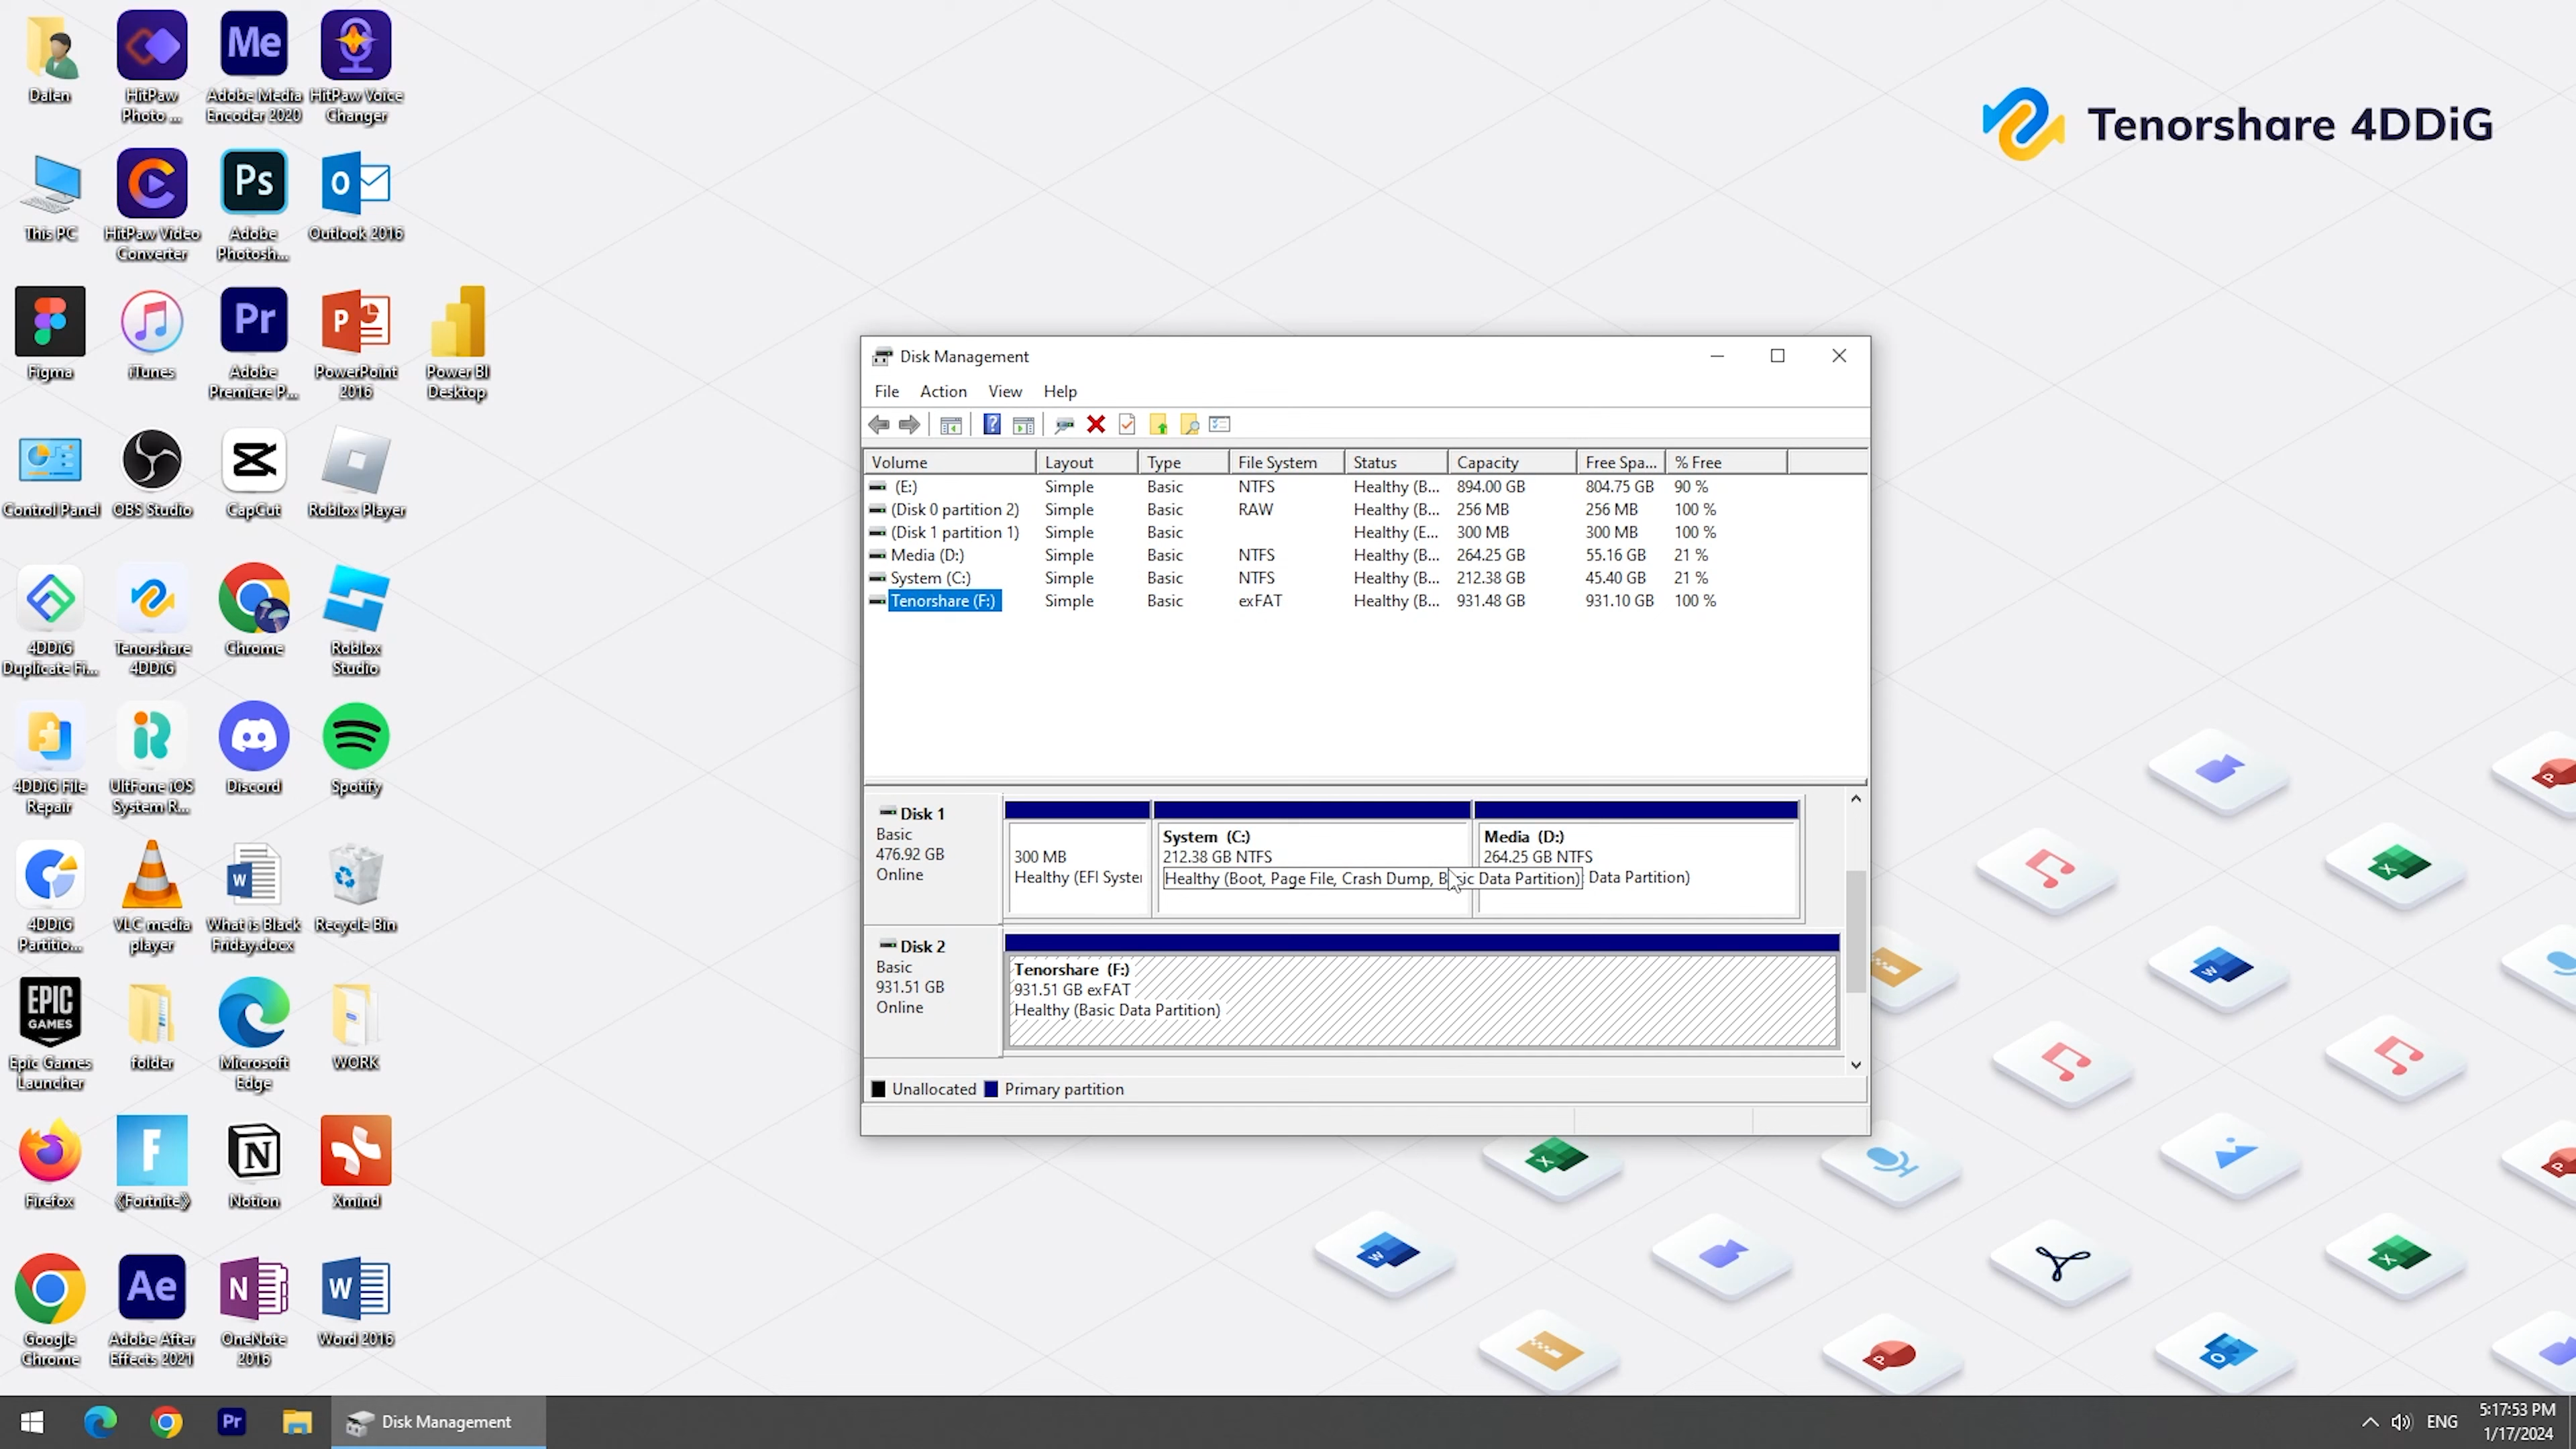 Dalen
HitPaw
Photo ...
Adobe Media
Encoder 2020
HitPaw Voice
Changer
This PC
HitPaw Video
Converter
Adobe
Photosh...
Outlook 2016
Figma
iTunes
Adobe
Premiere P...
PowerPoint
2016
Power BI
Desktop
Control Panel
OBS Studio
CapCut
Roblox Player
4DDiG
Duplicate Fi...
Tenorshare
4DDiG
Chrome
Roblox
Studio
4DDiG File
Repair
UltFone iOS
System R...
Discord
Spotify
4DDiG
Partitio...
VLC media
player
What is Black
Friday.docx
Recycle Bin
EPIC
GAMES
Epic Games
Launcher
folder
Microsoft
Edge
WORK
Firefox
《Fortnite》
Notion
Xmind
Google
Chrome
Adobe After
Effects 2021
OneNote
2016
Word 2016
Me
Ps
Pr
Ae
Tenorshare 4DDiG
Disk Management
File Action View Help
Volume Layout Type File System Status Capacity Free Spa... % Free
(E:) Simple Basic NTFS Healthy (B... 894.00 GB 804.75 GB 90 %
(Disk 0 partition 2) Simple Basic RAW Healthy (B... 256 MB 256 MB 100 %
(Disk 1 partition 1) Simple Basic Healthy (E... 300 MB 300 MB 100 %
Media (D:) Simple Basic NTFS Healthy (B... 264.25 GB 55.16 GB 21 %
System (C:) Simple Basic NTFS Healthy (B... 212.38 GB 45.40 GB 21 %
Tenorshare (F:) Simple Basic exFAT Healthy (B... 931.48 GB 931.10 GB 100 %
Disk 1
Basic
476.92 GB
Online
300 MB
Healthy (EFI Syster
System (C:)
212.38 GB NTFS
Healthy (Boot, Page File, Crash Dump, Basic Data Partition)
Media (D:)
264.25 GB NTFS
Data Partition)
Disk 2
Basic
931.51 GB
Online
Tenorshare (F:)
931.51 GB exFAT
Healthy (Basic Data Partition)
Unallocated Primary partition
Pr
Disk Management
ENG
5:17:53 PM
1/17/2024